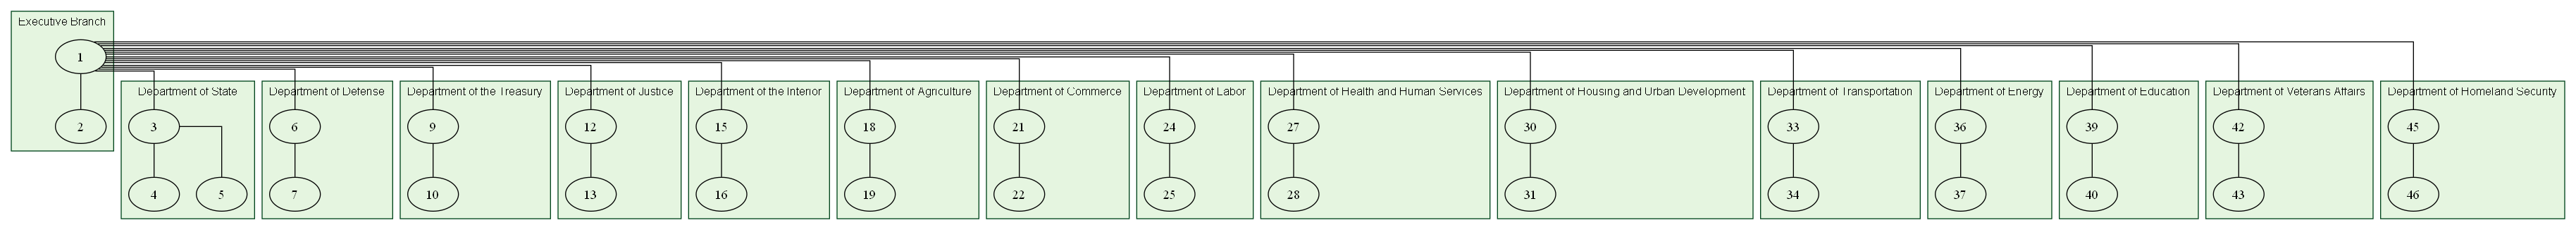 Executive Branch
1
2
Department of State
3
4
5
Department of Defense
6
7
Department of the Treasury
9
10
Department of Justice
12
13
Department of the Interior
15
16
Department of Agriculture
18
19
Department of Commerce
21
22
Department of Labor
24
25
Department of Health and Human Services
27
28
Department of Housing and Urban Development
30
31
Department of Transportation
33
34
Department of Energy
36
37
Department of Education
39
40
Department of Veterans Affairs
42
43
Department of Homeland Security
45
46